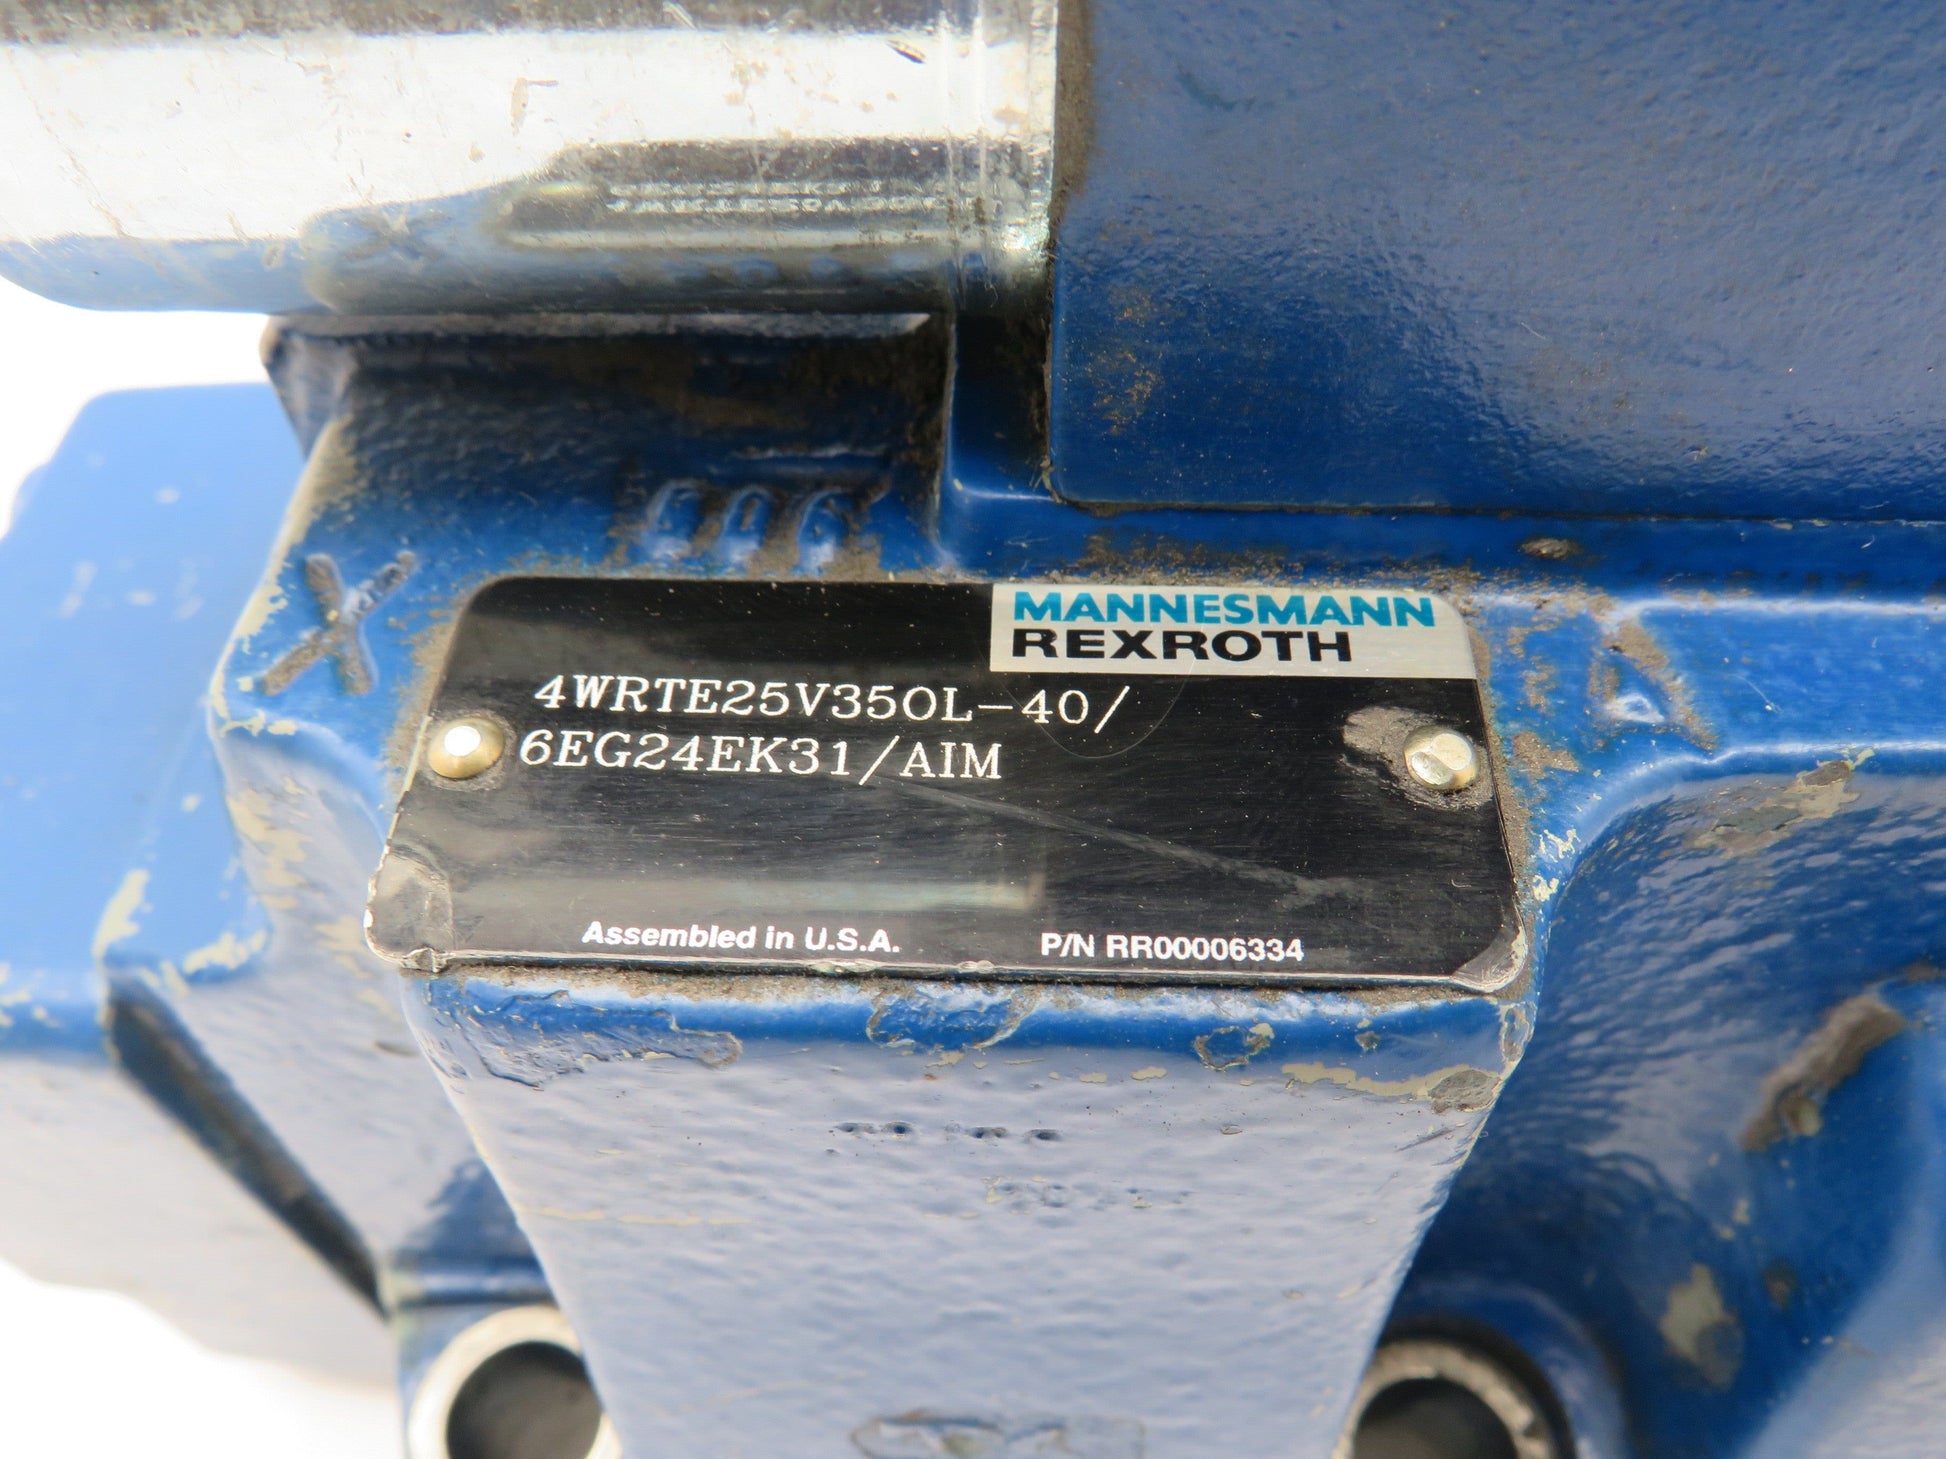 MANNESMANN
REXROTH
4WRTE25V350L-40/
6EG24EK31/AIM
Assembled in U.S.A.
P/N RR00006334
X
A